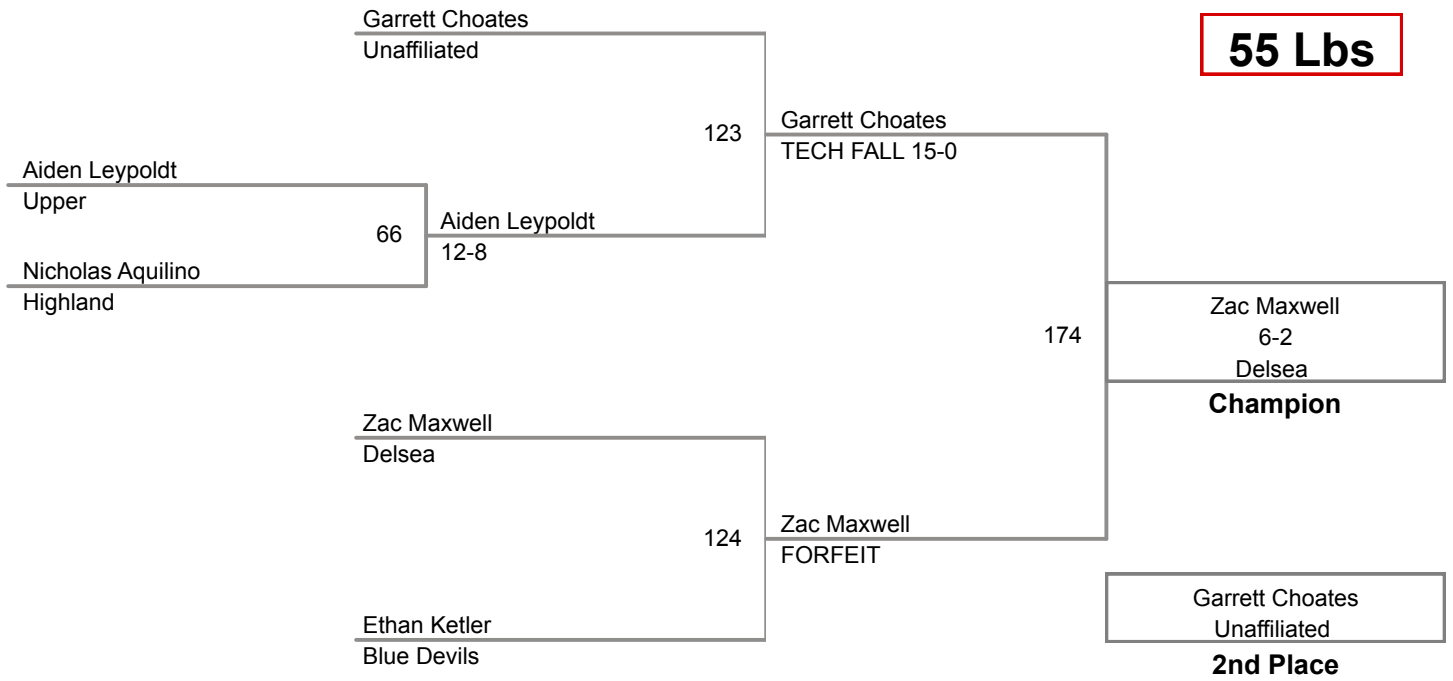 Garrett Choates
Unaffiliated
55 Lbs
123
Garrett Choates
TECH FALL 15-0
Aiden Leypoldt
Upper
66
Aiden Leypoldt
12-8
Nicholas Aquilino
Highland
174
Zac Maxwell
6-2
Delsea
Champion
Zac Maxwell
Delsea
124
Zac Maxwell
FORFEIT
Ethan Ketler
Blue Devils
Garrett Choates
Unaffiliated
2nd Place